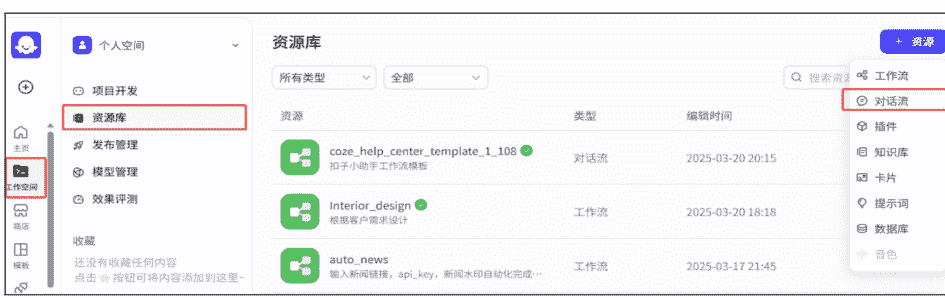 个人空间
资源库
+ 资源
所有类型
全部
搜索资源
项目开发
资源库
发布管理
模型管理
效果评测
收藏
还没有收藏任何内容
点击☆按钮可将内容添加到这里~
主页
工作空间
商店
模板
资源 类型 编辑时间
coze_help_center_template_1_108
扣子小助手工作流模板
对话流 2025-03-20 20:15
Interior_design
根据客户需求设计
工作流 2025-03-20 18:18
auto_news
输入新闻链接，api_key，新闻水印自动化完成…
工作流 2025-03-17 21:45
工作流
对话流
插件
知识库
卡片
提示词
数据库
音色